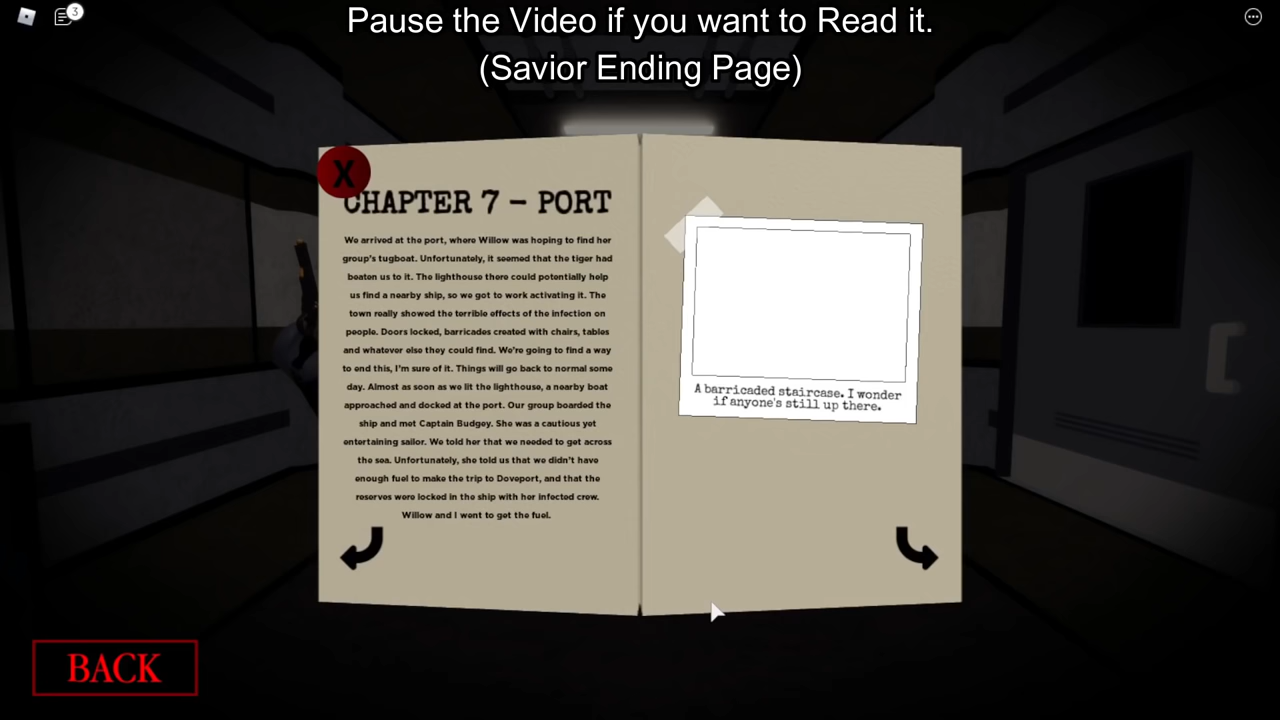 3
Pause the Video if you want to Read it.
(Savior Ending Page)
X
CHAPTER 7 - PORT
We arrived at the port, where Willow was hoping to find her
group's tugboat. Unfortunately, it seemed that the tiger had
beaten us to it. The lighthouse there could potentially help
us find a nearby ship, so we got to work activating it. The
town really showed the terrible effects of the infection on
people. Doors locked, barricades created with chairs, tables
and whatever else they could find. We're going to find a way
to end this, I'm sure of it. Things will go back to normal some
day. Almost as soon as we lit the lighthouse, a nearby boat
approached and docked at the port. Our group boarded the
ship and met Captain Budgey. She was a cautious yet
entertaining sailor. We told her that we needed to get across
the sea. Unfortunately, she told us that we didn't have
enough fuel to make the trip to Doveport, and that the
reserves were locked in the ship with her infected crew.
Willow and I went to get the fuel.
A barricaded staircase. I wonder
if anyone's still up there.
BACK